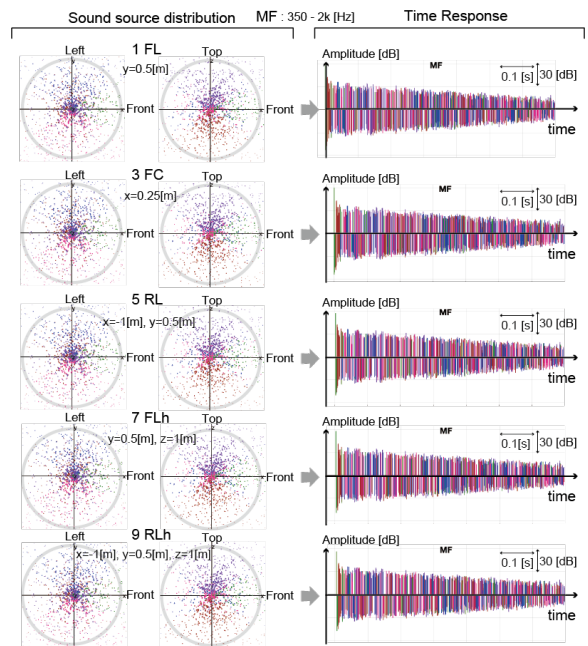 Sound source distribution MF : 350 - 2k [Hz] Time Response
Left 1 FL Top Amplitude [dB]
y z MF
y=0.5[m] 0.1 [s] 30 [dB]
Front x Front time
Left 3 FC Top Amplitude [dB]
y z MF
x=0.25[m] 0.1 [s] 30 [dB]
x Front x Front time
Left 5 RL Top Amplitude [dB]
y z MF
x=-1[m], y=0.5[m] 0.1 [s] 30 [dB]
x Front x Front time
Left 7 FLh Top Amplitude [dB]
y z MF
y=0.5[m], z=1[m] 0.1[s] 30 [dB]
x Front x Front time
Left 9 RLh Top Amplitude [dB]
MF
x=-1[m], y=0.5[m], z=1[m] 0.1 [s] 30 [dB]
x Front x Front time